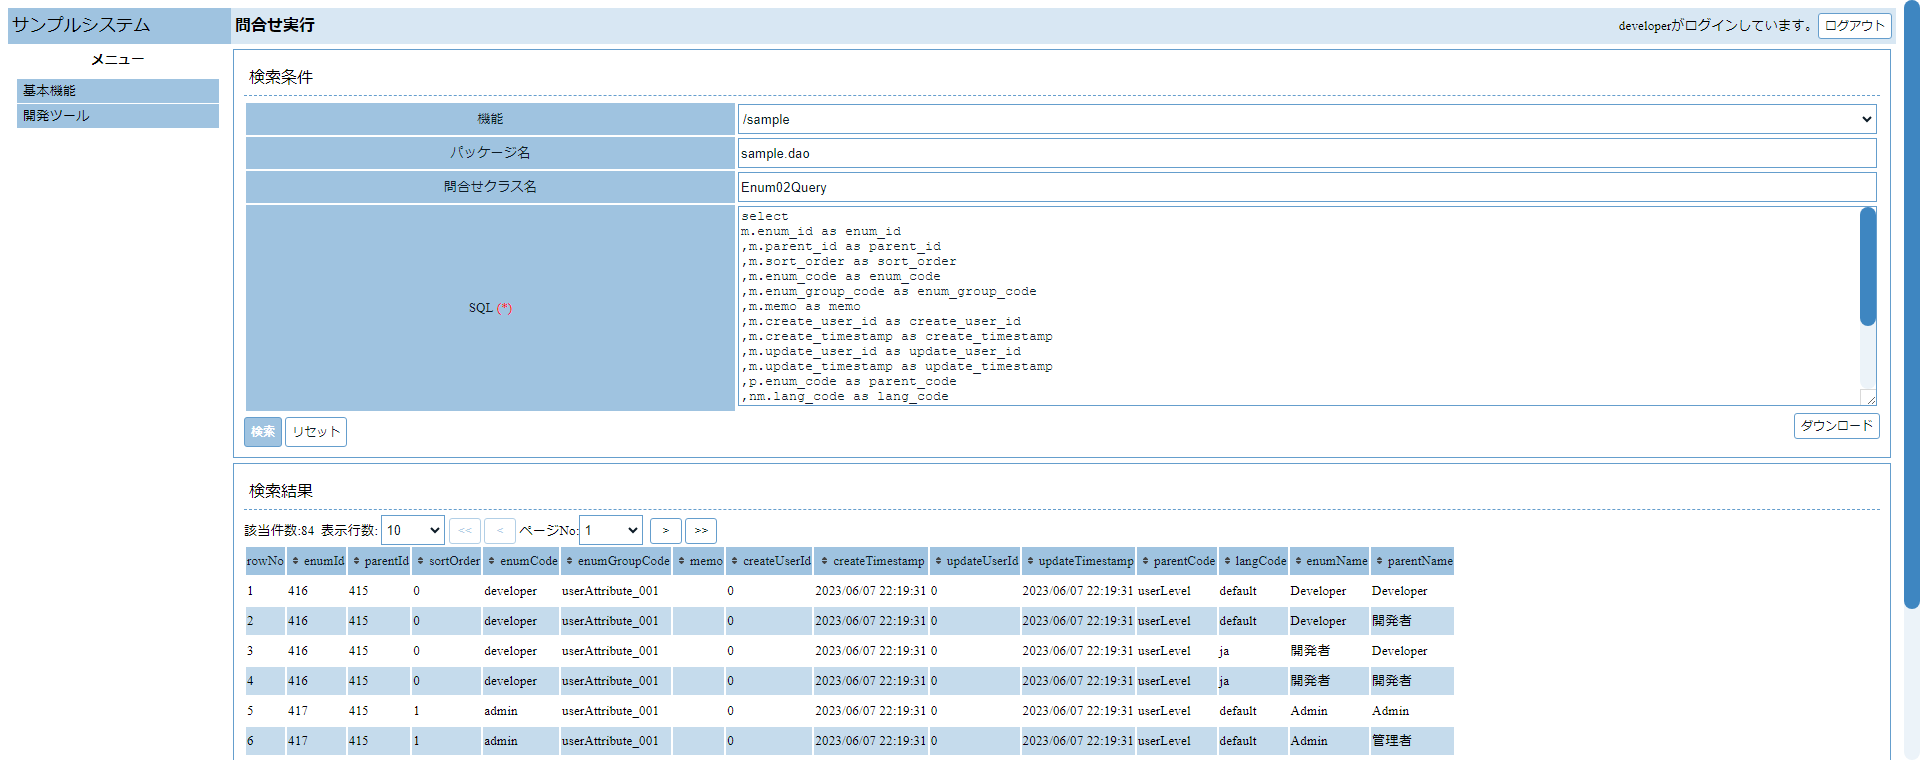 サンプルシステム 問合せ実行 developerがログインしています。 ログアウト
メニュー
基本機能
開発ツール
検索条件
機能 /sample
パッケージ名 sample.dao
問合せクラス名 Enum02Query
SQL (*)
select
m.enum_id as enum_id
,m.parent_id as parent_id
,m.sort_order as sort_order
,m.enum_code as enum_code
,m.enum_group_code as enum_group_code
,m.memo as memo
,m.create_user_id as create_user_id
,m.create_timestamp as create_timestamp
,m.update_user_id as update_user_id
,m.update_timestamp as update_timestamp
,p.enum_code as parent_code
,nm.lang_code as lang_code
検索 リセット ダウンロード
検索結果
該当件数:84 表示行数: 10 << < ページNo: 1 > >>
rowNo enumId parentId sortOrder enumCode enumGroupCode memo createUserId createTimestamp updateUserId updateTimestamp parentCode langCode enumName parentName
1 416 415 0 developer userAttribute_001 0 2023/06/07 22:19:31 0 2023/06/07 22:19:31 userLevel default Developer Developer
2 416 415 0 developer userAttribute_001 0 2023/06/07 22:19:31 0 2023/06/07 22:19:31 userLevel default Developer 開発者
3 416 415 0 developer userAttribute_001 0 2023/06/07 22:19:31 0 2023/06/07 22:19:31 userLevel ja 開発者 Developer
4 416 415 0 developer userAttribute_001 0 2023/06/07 22:19:31 0 2023/06/07 22:19:31 userLevel ja 開発者 開発者
5 417 415 1 admin userAttribute_001 0 2023/06/07 22:19:31 0 2023/06/07 22:19:31 userLevel default Admin Admin
6 417 415 1 admin userAttribute_001 0 2023/06/07 22:19:31 0 2023/06/07 22:19:31 userLevel default Admin 管理者